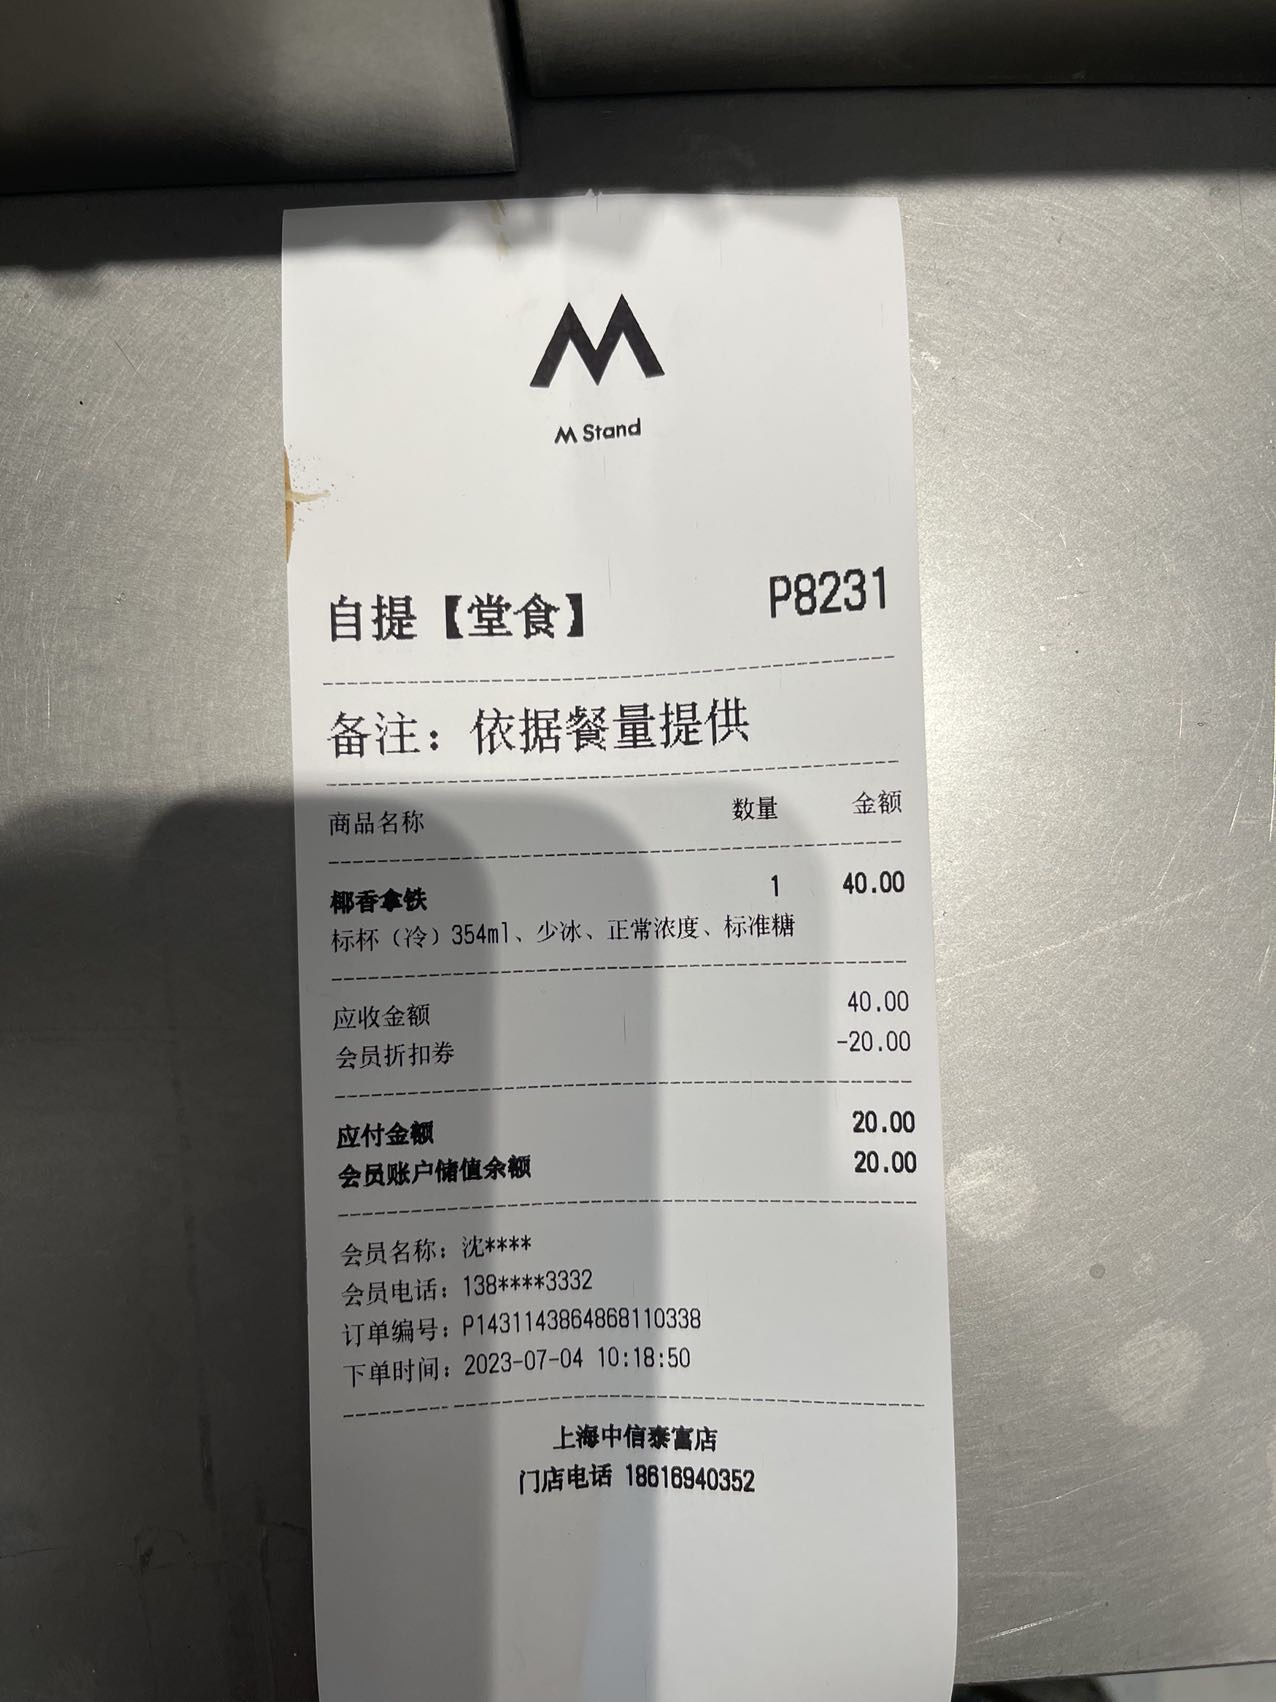 M
M Stand
自提【堂食】 P8231
备注：依据餐量提供
商品名称 数量 金额
椰香拿铁 1 40.00
标杯（冷）354ml、少冰、正常浓度、标准糖
应收金额 40.00
会员折扣券 -20.00
应付金额 20.00
会员账户储值余额 20.00
会员名称：沈****
会员电话：138****3332
订单编号：P1431143864868110338
下单时间：2023-07-04 10:18:50
上海中信泰富店
门店电话 18616940352